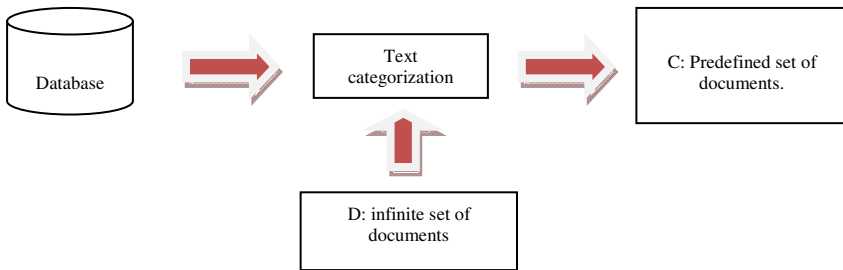 Database
Text
categorization
C: Predefined set of
documents.
D: infinite set of
documents